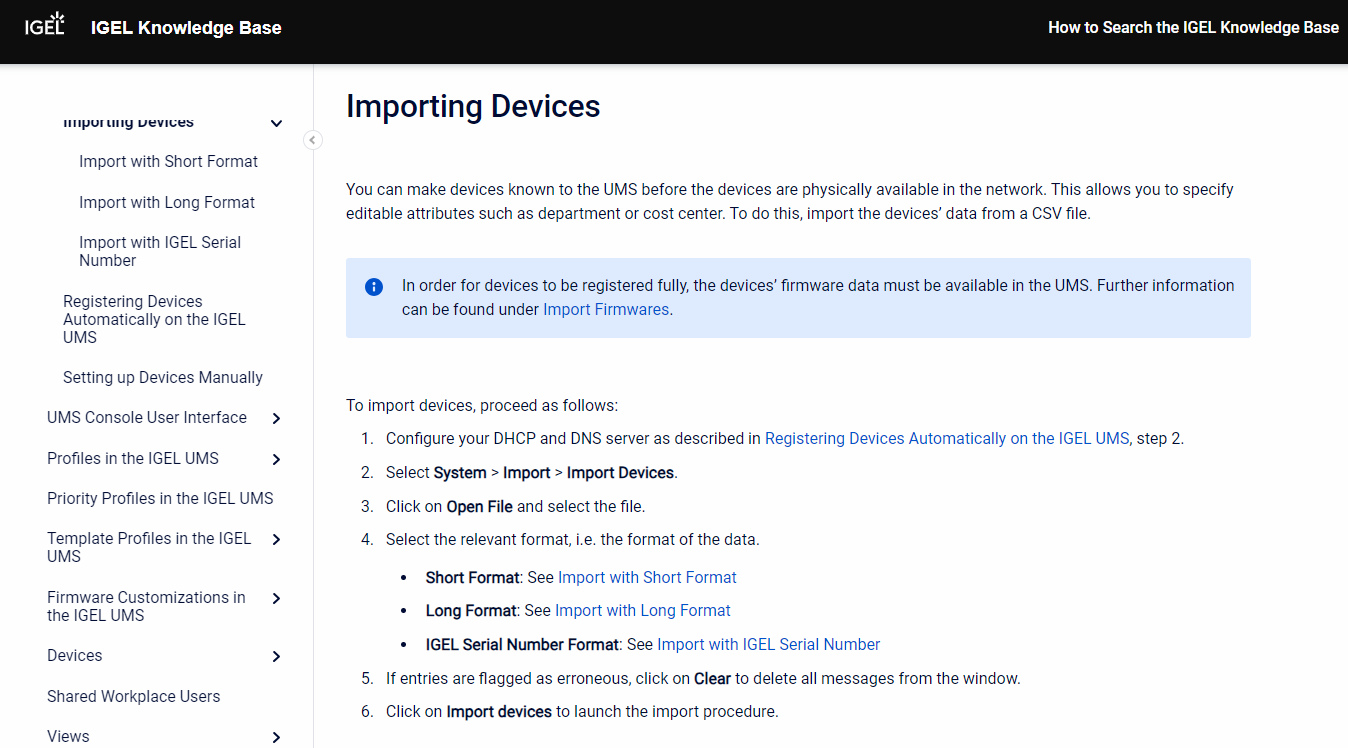 IGEL IGEL Knowledge Base
How to Search the IGEL Knowledge Base
Importing Devices
Import with Short Format
Import with Long Format
Import with IGEL Serial
Number
Registering Devices
Automatically on the IGEL
UMS
Setting up Devices Manually
UMS Console User Interface
Profiles in the IGEL UMS
Priority Profiles in the IGEL UMS
Template Profiles in the IGEL
UMS
Firmware Customizations in
the IGEL UMS
Devices
Shared Workplace Users
Views
Importing Devices
You can make devices known to the UMS before the devices are physically available in the network. This allows you to specify
editable attributes such as department or cost center. To do this, import the devices’ data from a CSV file.
In order for devices to be registered fully, the devices’ firmware data must be available in the UMS. Further information
can be found under Import Firmwares.
To import devices, proceed as follows:
1. Configure your DHCP and DNS server as described in Registering Devices Automatically on the IGEL UMS, step 2.
2. Select System > Import > Import Devices.
3. Click on Open File and select the file.
4. Select the relevant format, i.e. the format of the data.
• Short Format: See Import with Short Format
• Long Format: See Import with Long Format
• IGEL Serial Number Format: See Import with IGEL Serial Number
5. If entries are flagged as erroneous, click on Clear to delete all messages from the window.
6. Click on Import devices to launch the import procedure.